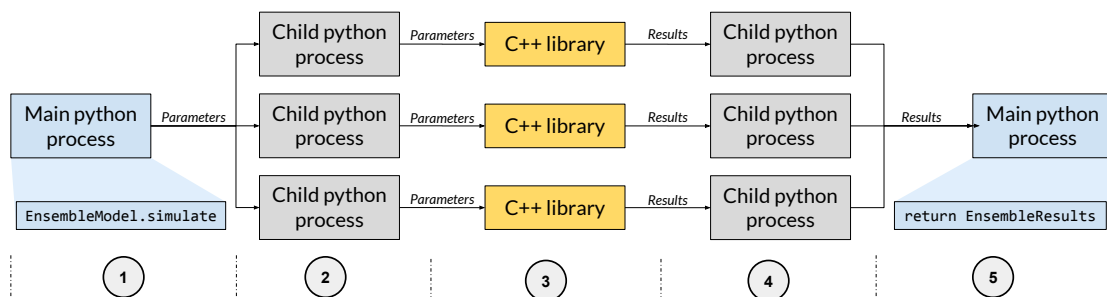 Child python
process
Parameters
C++ library
Results
Child python
process
Main python
process
Parameters
Child python
process
Parameters
C++ library
Results
Child python
process
Results
Main python
process
Child python
process
Parameters
C++ library
Results
Child python
process
EnsembleModel.simulate
return EnsembleResults
1
2
3
4
5